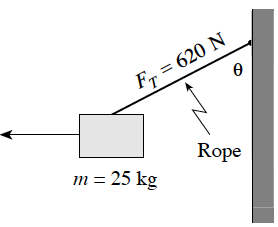 F_T = 620 N
θ
Rope
m = 25 kg